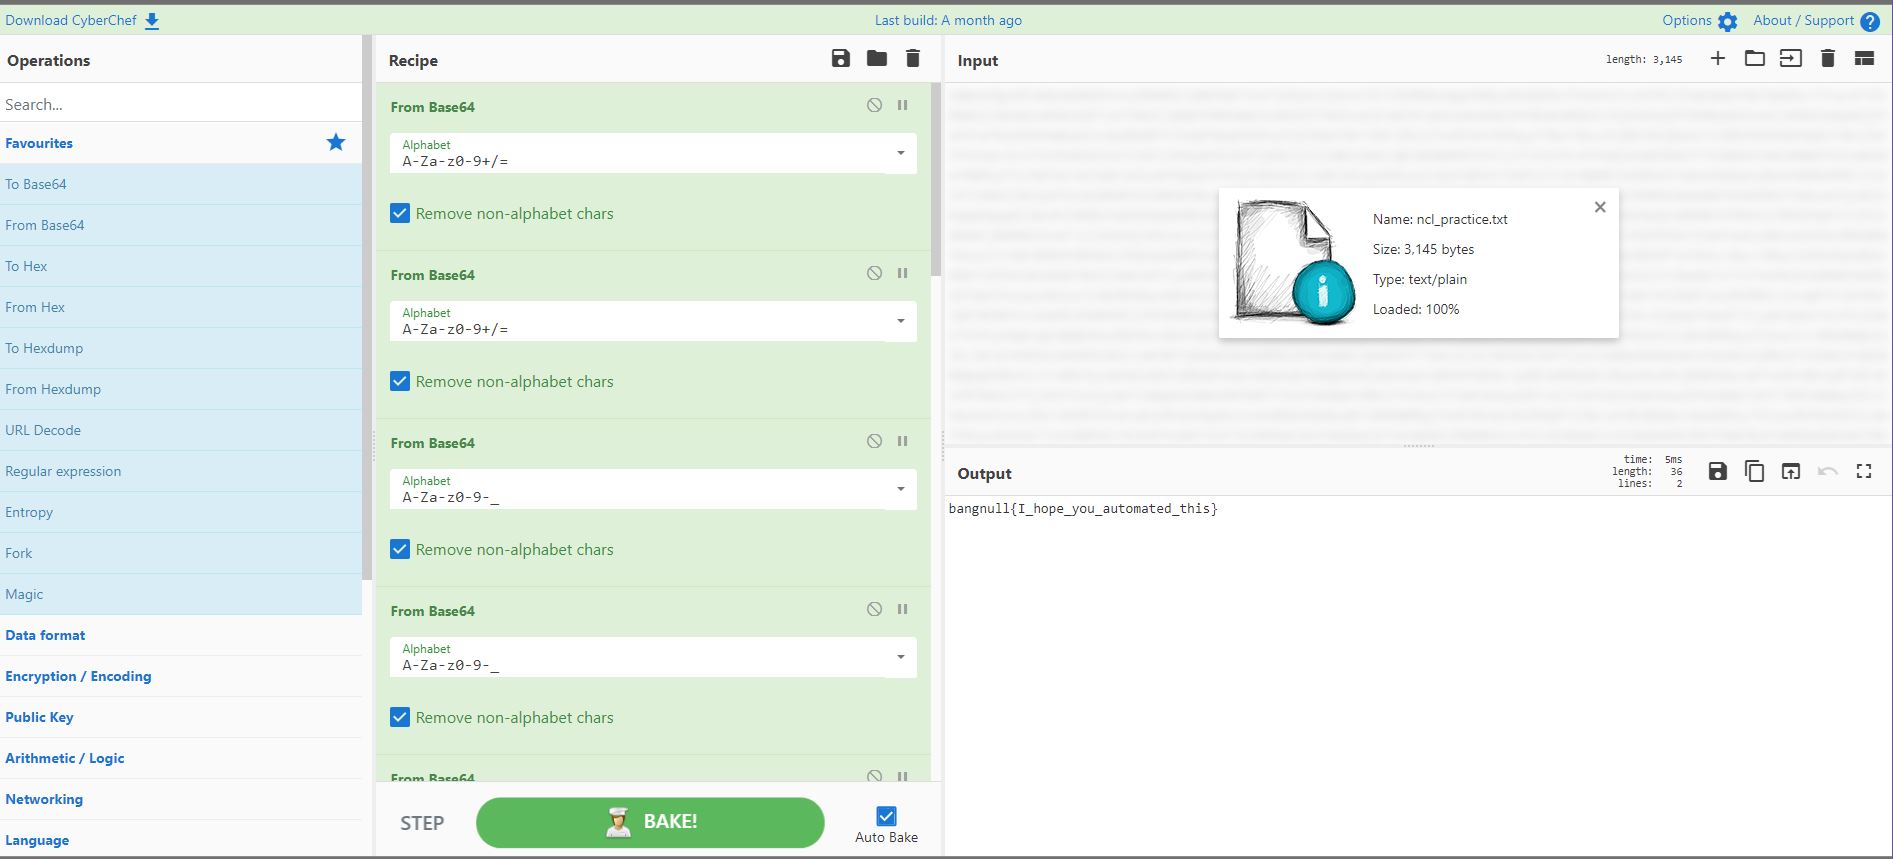 Download CyberChef
Last build: A month ago
Options
About / Support
Operations
Search...
Favourites
To Base64
From Base64
To Hex
From Hex
To Hexdump
From Hexdump
URL Decode
Regular expression
Entropy
Fork
Magic
Data format
Encryption / Encoding
Public Key
Arithmetic / Logic
Networking
Language
Recipe
From Base64
Alphabet
A-Za-z0-9+/=
Remove non-alphabet chars
From Base64
Alphabet
A-Za-z0-9+/=
Remove non-alphabet chars
From Base64
Alphabet
A-Za-z0-9-_
Remove non-alphabet chars
From Base64
Alphabet
A-Za-z0-9-_
Remove non-alphabet chars
From Base64
STEP
BAKE!
Auto Bake
Input
length: 3,145
Name: ncl_practice.txt
Size: 3,145 bytes
Type: text/plain
Loaded: 100%
Output
time: 5ms
length: 36
lines: 2
bangnull{I_hope_you_automated_this}